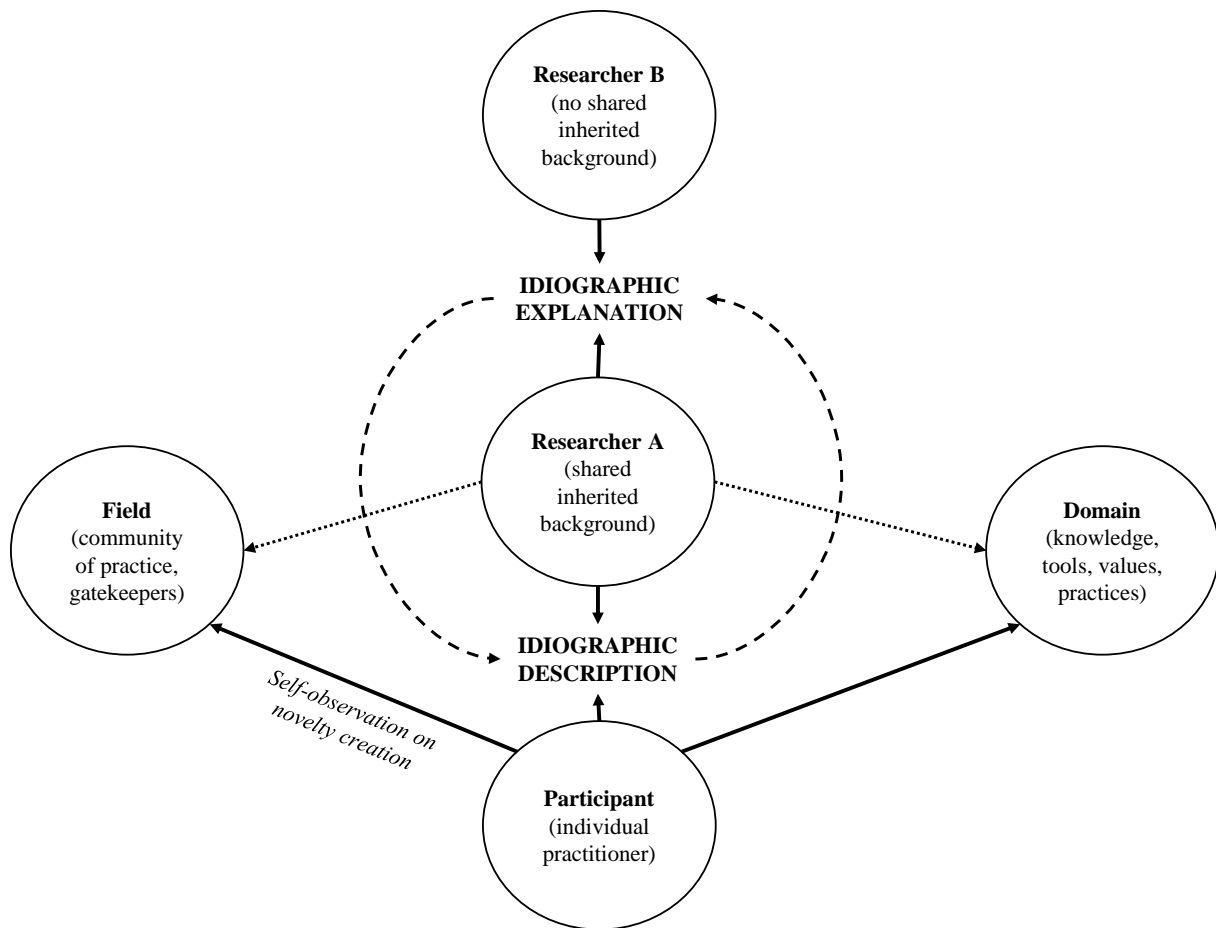 Researcher B
(no shared
inherited
background)
IDIOGRAPHIC
EXPLANATION
Researcher A
(shared
inherited
background)
Field
(community
of practice,
gatekeepers)
Domain
(knowledge,
tools, values,
practices)
IDIOGRAPHIC
DESCRIPTION
Self-observation on
novelty creation
Participant
(individual
practitioner)